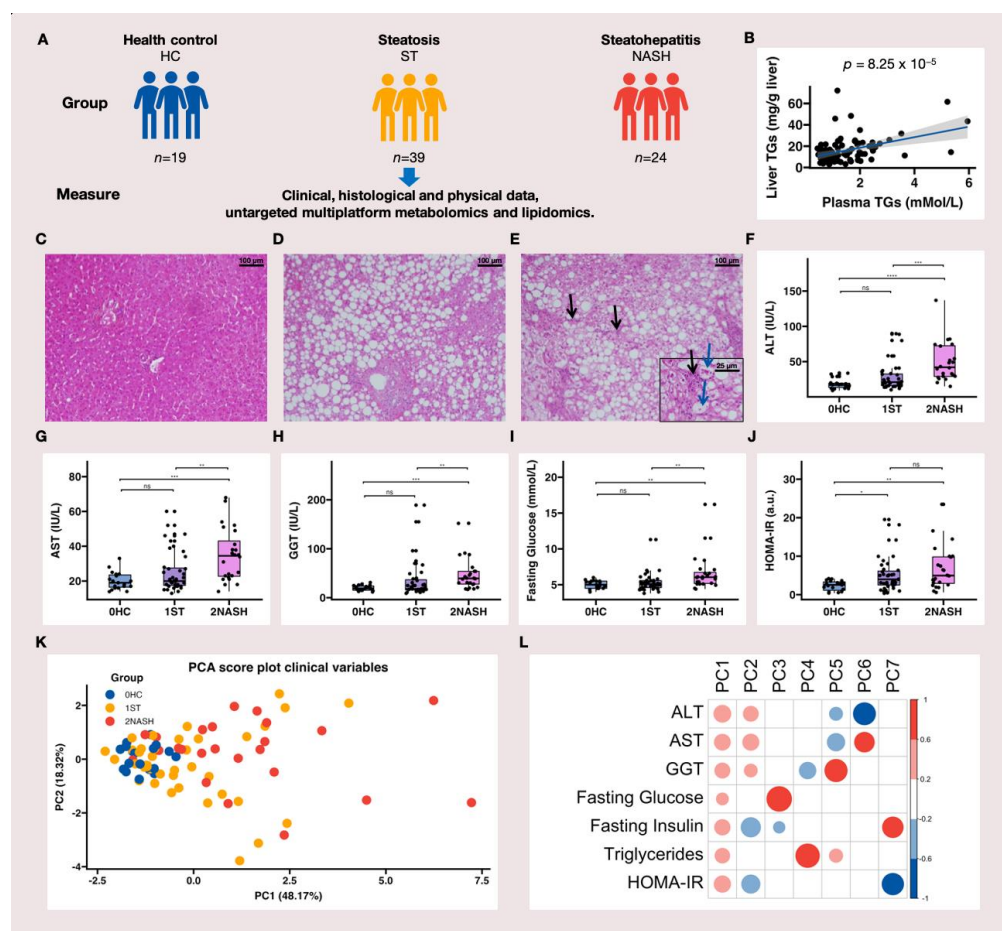 A
Health control
HC
Steatosis
ST
Steatohepatitis
NASH
Group
n=19
n=39
n=24
Measure
Clinical, histological and physical data,
untargeted multiplatform metabolomics and lipidomics.
B
p = 8.25 x 10⁻⁵
Liver TGs (mg/g liver)
60
40
20
0
2
4
6
Plasma TGs (mMol/L)
C
100 µm
D
100 µm
E
100 µm
25 µm
F
ALT (IU/L)
150
100
50
***
****
ns
0HC
1ST
2NASH
G
AST (IU/L)
80
60
40
20
**
***
ns
0HC
1ST
2NASH
H
GGT (IU/L)
200
100
0
**
***
ns
0HC
1ST
2NASH
I
Fasting Glucose (mmol/L)
20
15
10
5
**
**
ns
0HC
1ST
2NASH
J
HOMA-IR (a.u.)
30
20
10
0
ns
**
*
0HC
1ST
2NASH
K
PCA score plot clinical variables
Group
0HC
1ST
2NASH
PC2 (18.32%)
2
0
-2
-4
-2.5
0.0
2.5
5.0
7.5
PC1 (48.17%)
L
PC1
PC2
PC3
PC4
PC5
PC6
PC7
ALT
AST
GGT
Fasting Glucose
Fasting Insulin
Triglycerides
HOMA-IR
1
0.6
0.2
-0.2
-0.6
-1